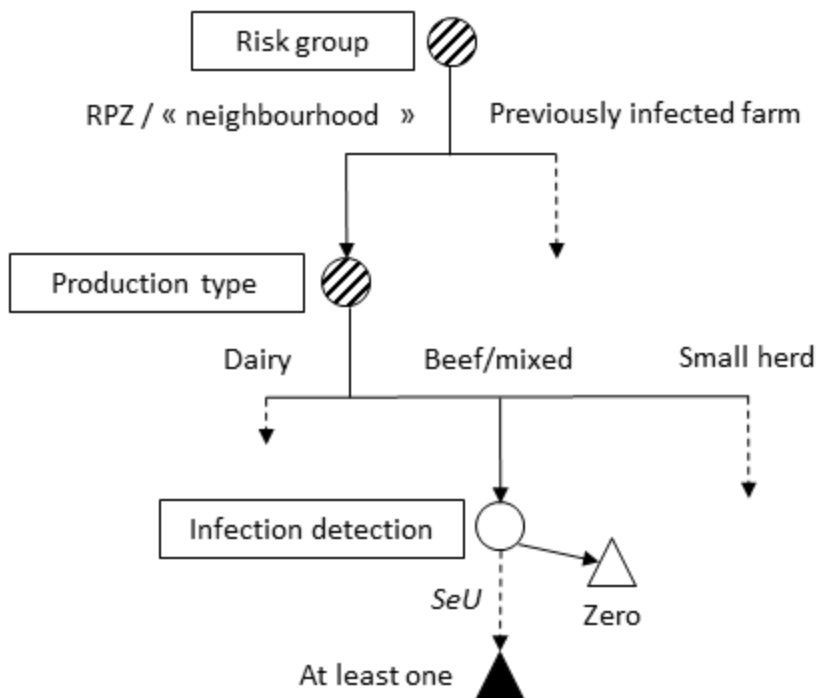 Risk group
RPZ / « neighbourhood »
Previously infected farm
Production type
Dairy
Beef/mixed
Small herd
Infection detection
SeU
Zero
At least one